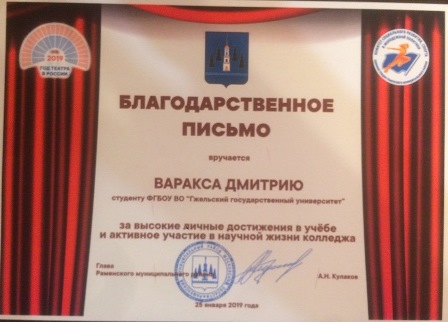 2019
ГОД ТЕАТРА
В РОССИИ
БЛАГОДАРСТВЕННОЕ
ПИСЬМО
вручается
ВАРАКСА ДМИТРИЮ
студенту ФГБОУ ВО "Гжельский государственный университет"
за высокие личные достижения в учёбе
и активное участие в научной жизни колледжа
Глава
Раменского муниципального района
А.Н. Кулаков
25 января 2019 года